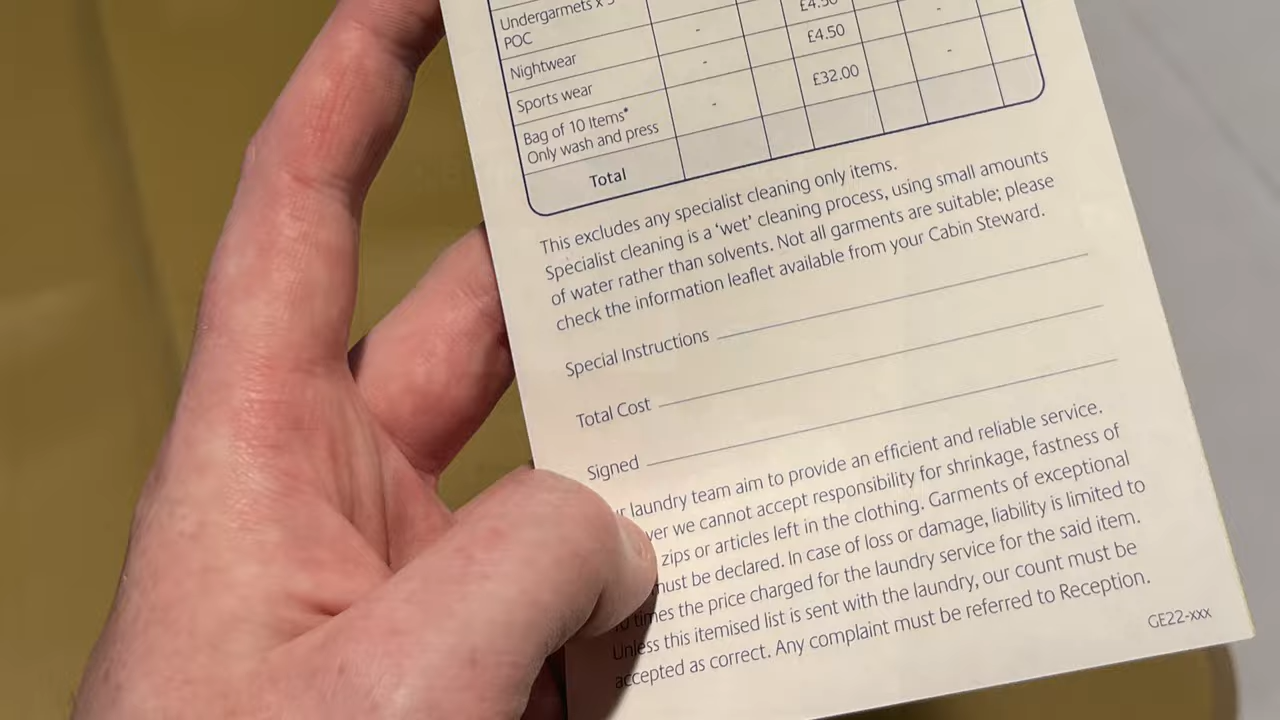 Undergarmets x
POC
Nightwear - £4.50
Sports wear - £4.50 -
Bag of 10 Items* - £32.00 -
Only wash and press
Total
This excludes any specialist cleaning only items.
Specialist cleaning is a ‘wet’ cleaning process, using small amounts
of water rather than solvents. Not all garments are suitable; please
check the information leaflet available from your Cabin Steward.
Special Instructions
Total Cost
Signed
laundry team aim to provide an efficient and reliable service.
we cannot accept responsibility for shrinkage, fastness of
zips or articles left in the clothing. Garments of exceptional
must be declared. In case of loss or damage, liability is limited to
10 times the price charged for the laundry service for the said item.
Unless this itemised list is sent with the laundry, our count must be
accepted as correct. Any complaint must be referred to Reception.
GE22-xxx